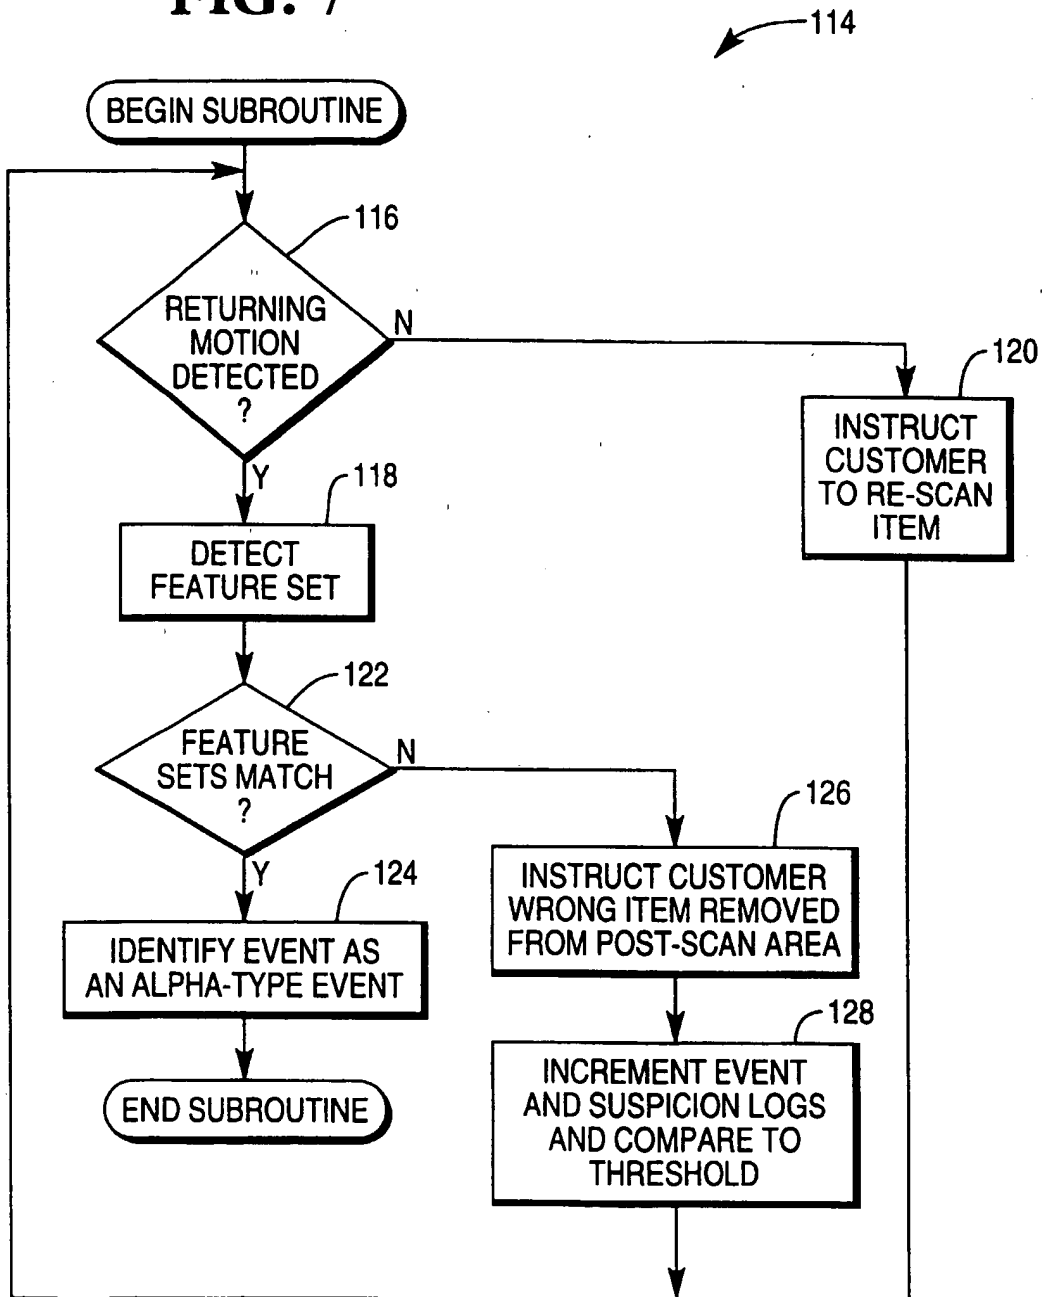 FIG. 7
114
BEGIN SUBROUTINE
116
RETURNING
MOTION
DETECTED
?
N
Y
120
INSTRUCT
CUSTOMER
TO RE-SCAN
ITEM
118
DETECT
FEATURE SET
122
FEATURE
SETS MATCH
?
N
Y
126
INSTRUCT CUSTOMER
WRONG ITEM REMOVED
FROM POST-SCAN AREA
124
IDENTIFY EVENT AS
AN ALPHA-TYPE EVENT
128
INCREMENT EVENT
AND SUSPICION LOGS
AND COMPARE TO
THRESHOLD
END SUBROUTINE